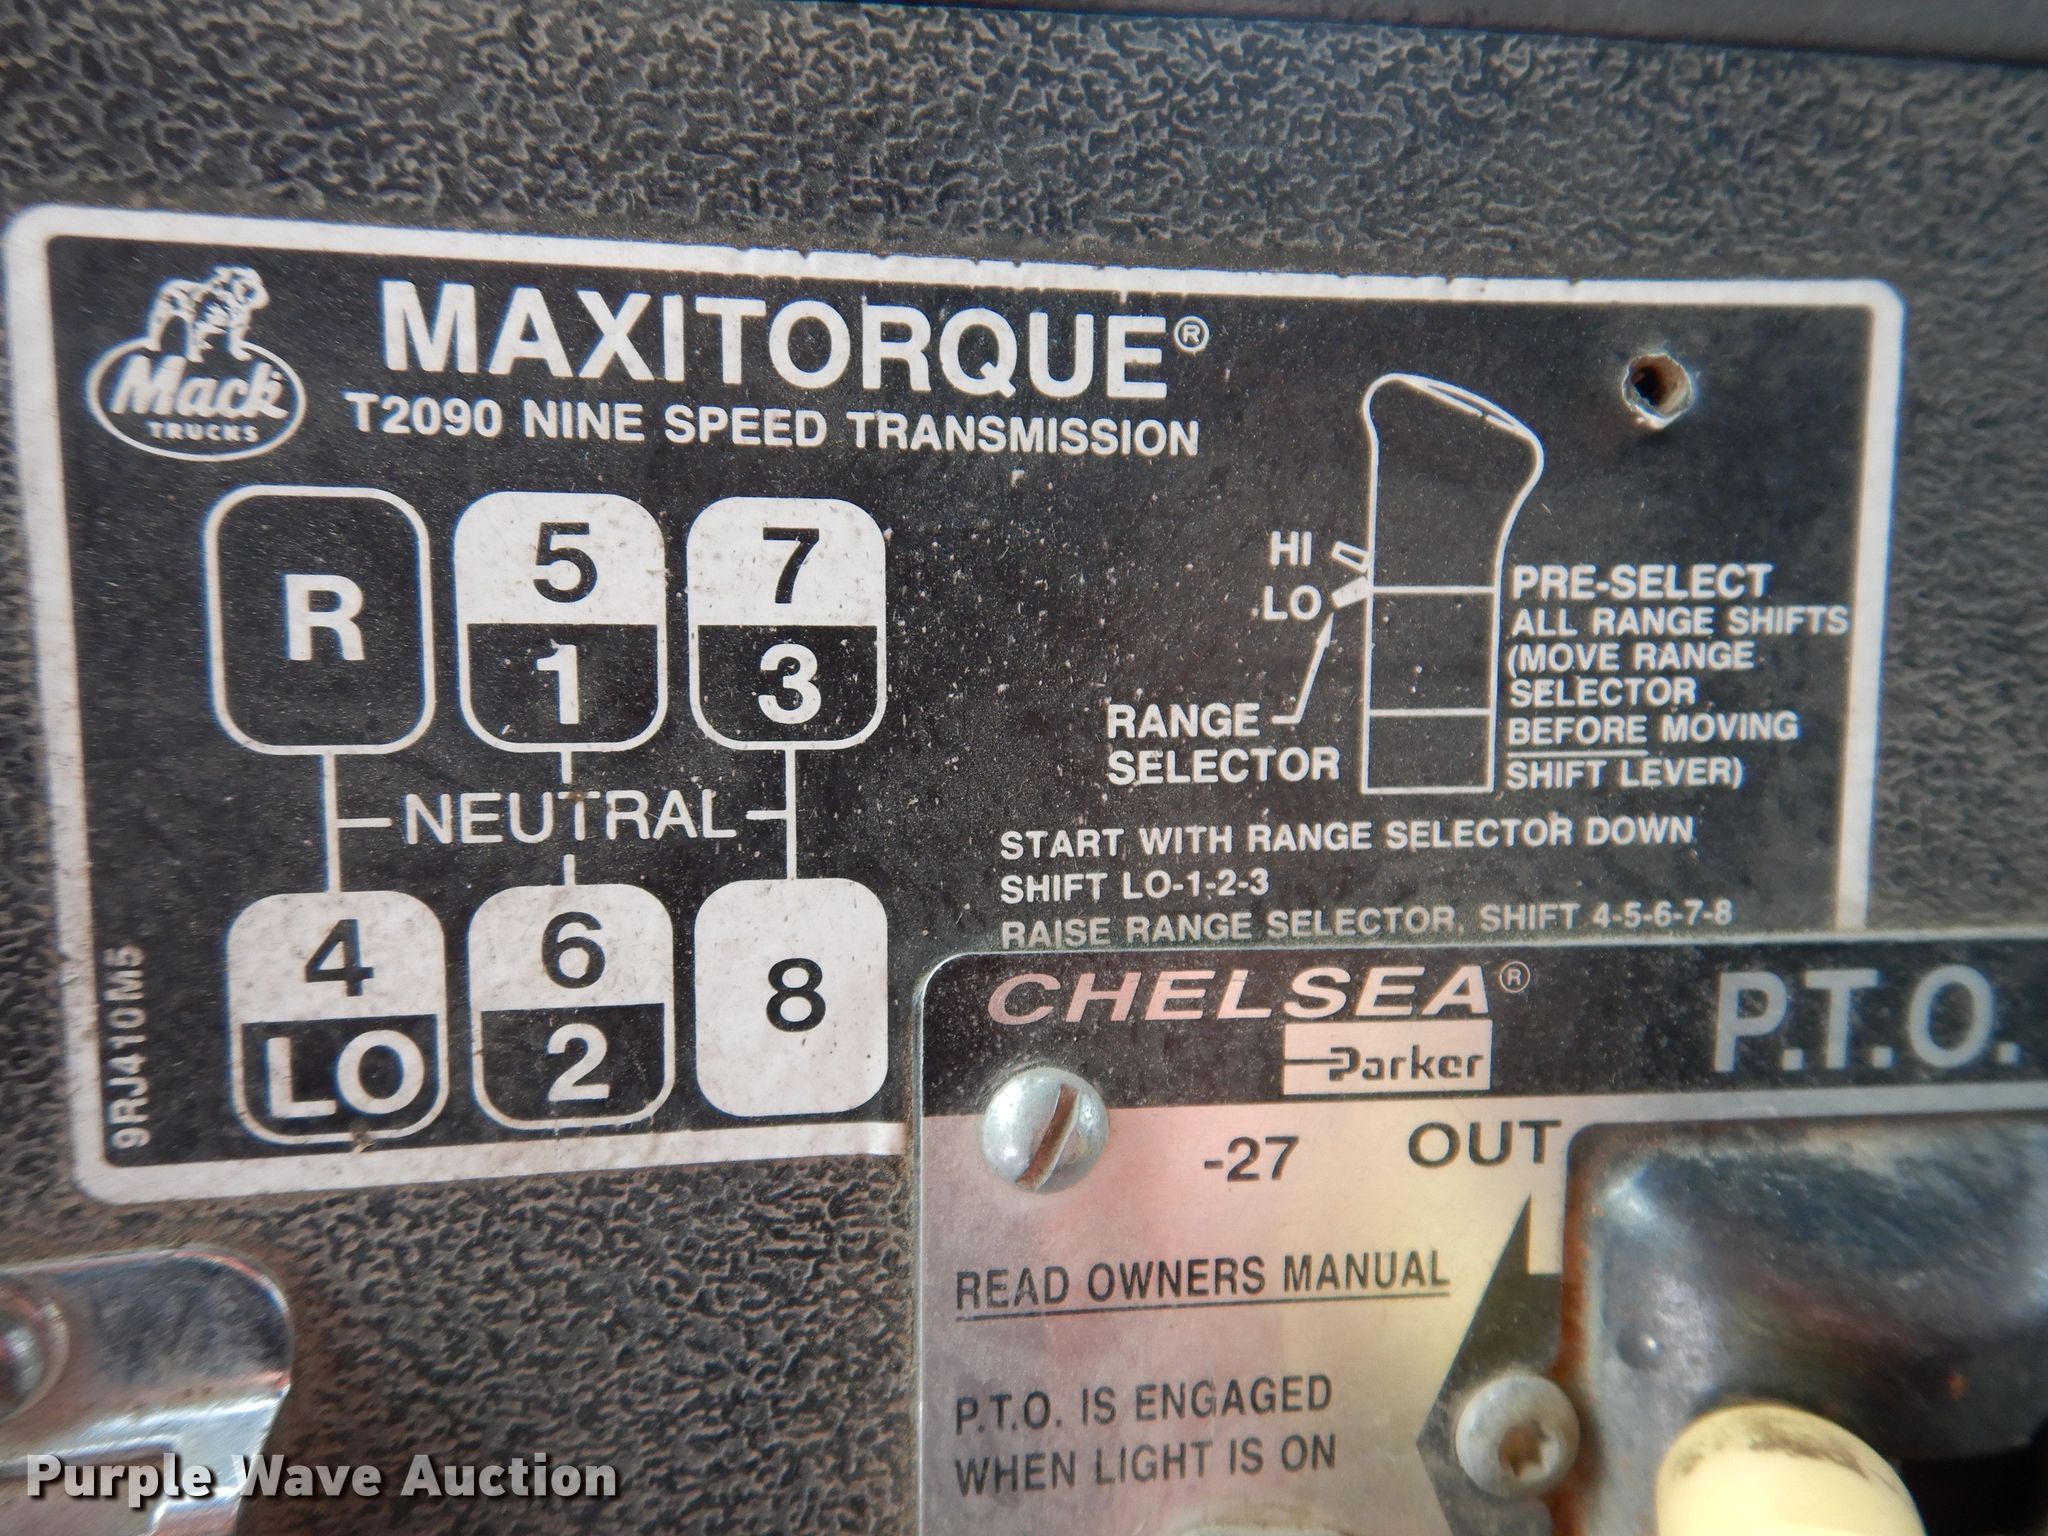 Mack
TRUCKS
MAXITORQUE®
T2090 NINE SPEED TRANSMISSION
R
5
1
7
3
NEUTRAL
4
LO
6
2
8
9RJ410M5
HI
LO
RANGE
SELECTOR
PRE-SELECT
ALL RANGE SHIFTS
(MOVE RANGE
SELECTOR
BEFORE MOVING
SHIFT LEVER)
START WITH RANGE SELECTOR DOWN
SHIFT LO-1-2-3
RAISE RANGE SELECTOR, SHIFT 4-5-6-7-8
CHELSEA®
Parker
P.T.O.
-27
OUT
READ OWNERS MANUAL
P.T.O. IS ENGAGED
WHEN LIGHT IS ON
Purple Wave Auction